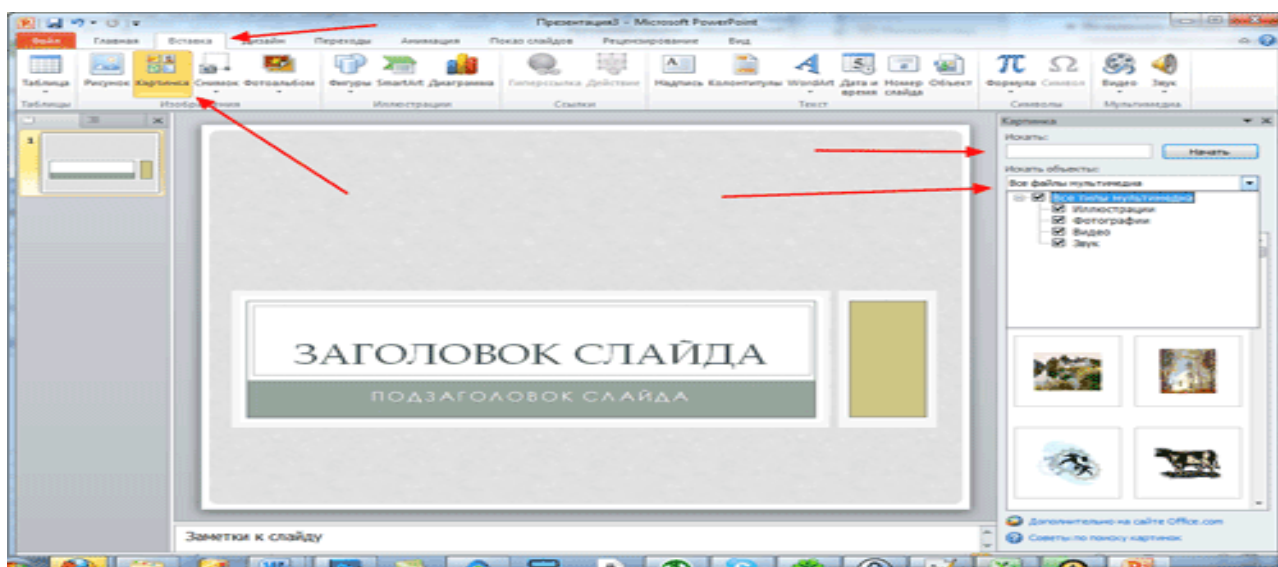 Презентация3 - Microsoft PowerPoint
Файл Главная Вставка Дизайн Переходы Анимация Показ слайдов Рецензирование Вид
Таблица Рисунок Картинка Снимок Фотоальбом Фигуры SmartArt Диаграмма Гиперссылка Действие Надпись Колонтитулы WordArt Дата и время Номер слайда Объект Формула Символ Видео Звук
Таблицы Изображения Иллюстрации Ссылки Текст Символы Мультимедиа
Картинка
Искать:
Начать
Искать объекты:
Все файлы мультимедиа
Все типы мультимедиа
Иллюстрации
Фотографии
Видео
Звук
1
ЗАГОЛОВОК СЛАЙДА
ПОДЗАГОЛОВОК СЛАЙДА
Заметки к слайду
Дополнительно на сайте Office.com
Советы по поиску картинок